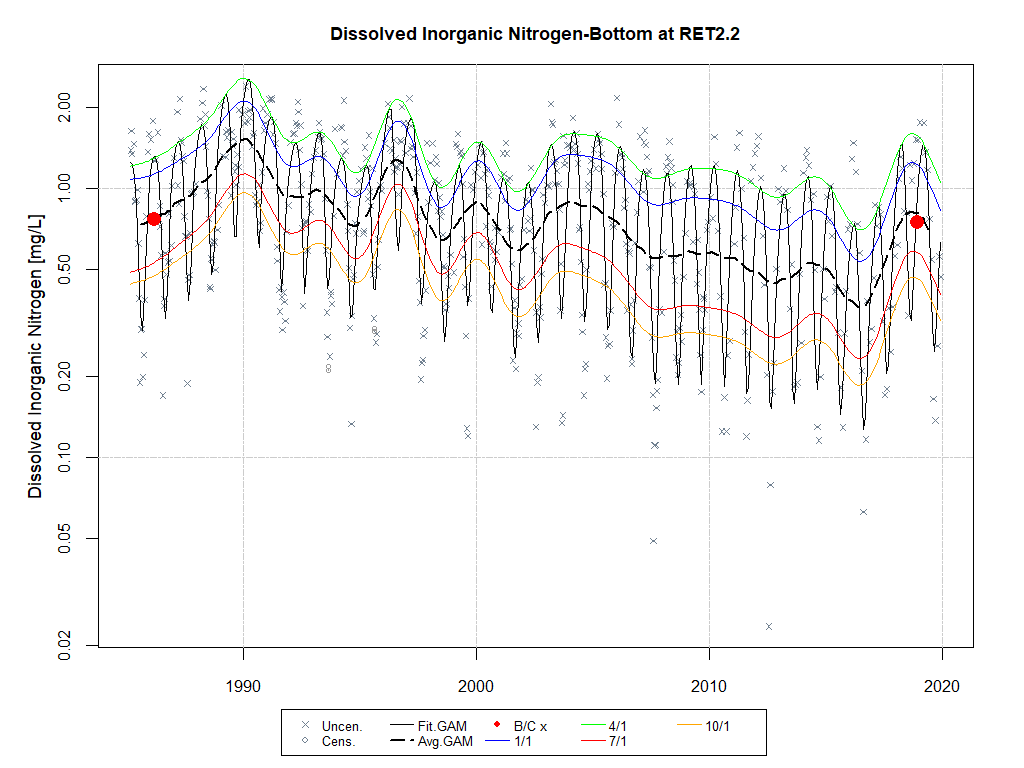 Dissolved Inorganic Nitrogen-Bottom at RET2.2
Dissolved Inorganic Nitrogen [mg/L]
2.00
1.00
0.50
0.20
0.10
0.05
0.02
1990 2000 2010 2020
Uncen. Fit.GAM B/C x 4/1 10/1
Cens. Avg.GAM 1/1 7/1